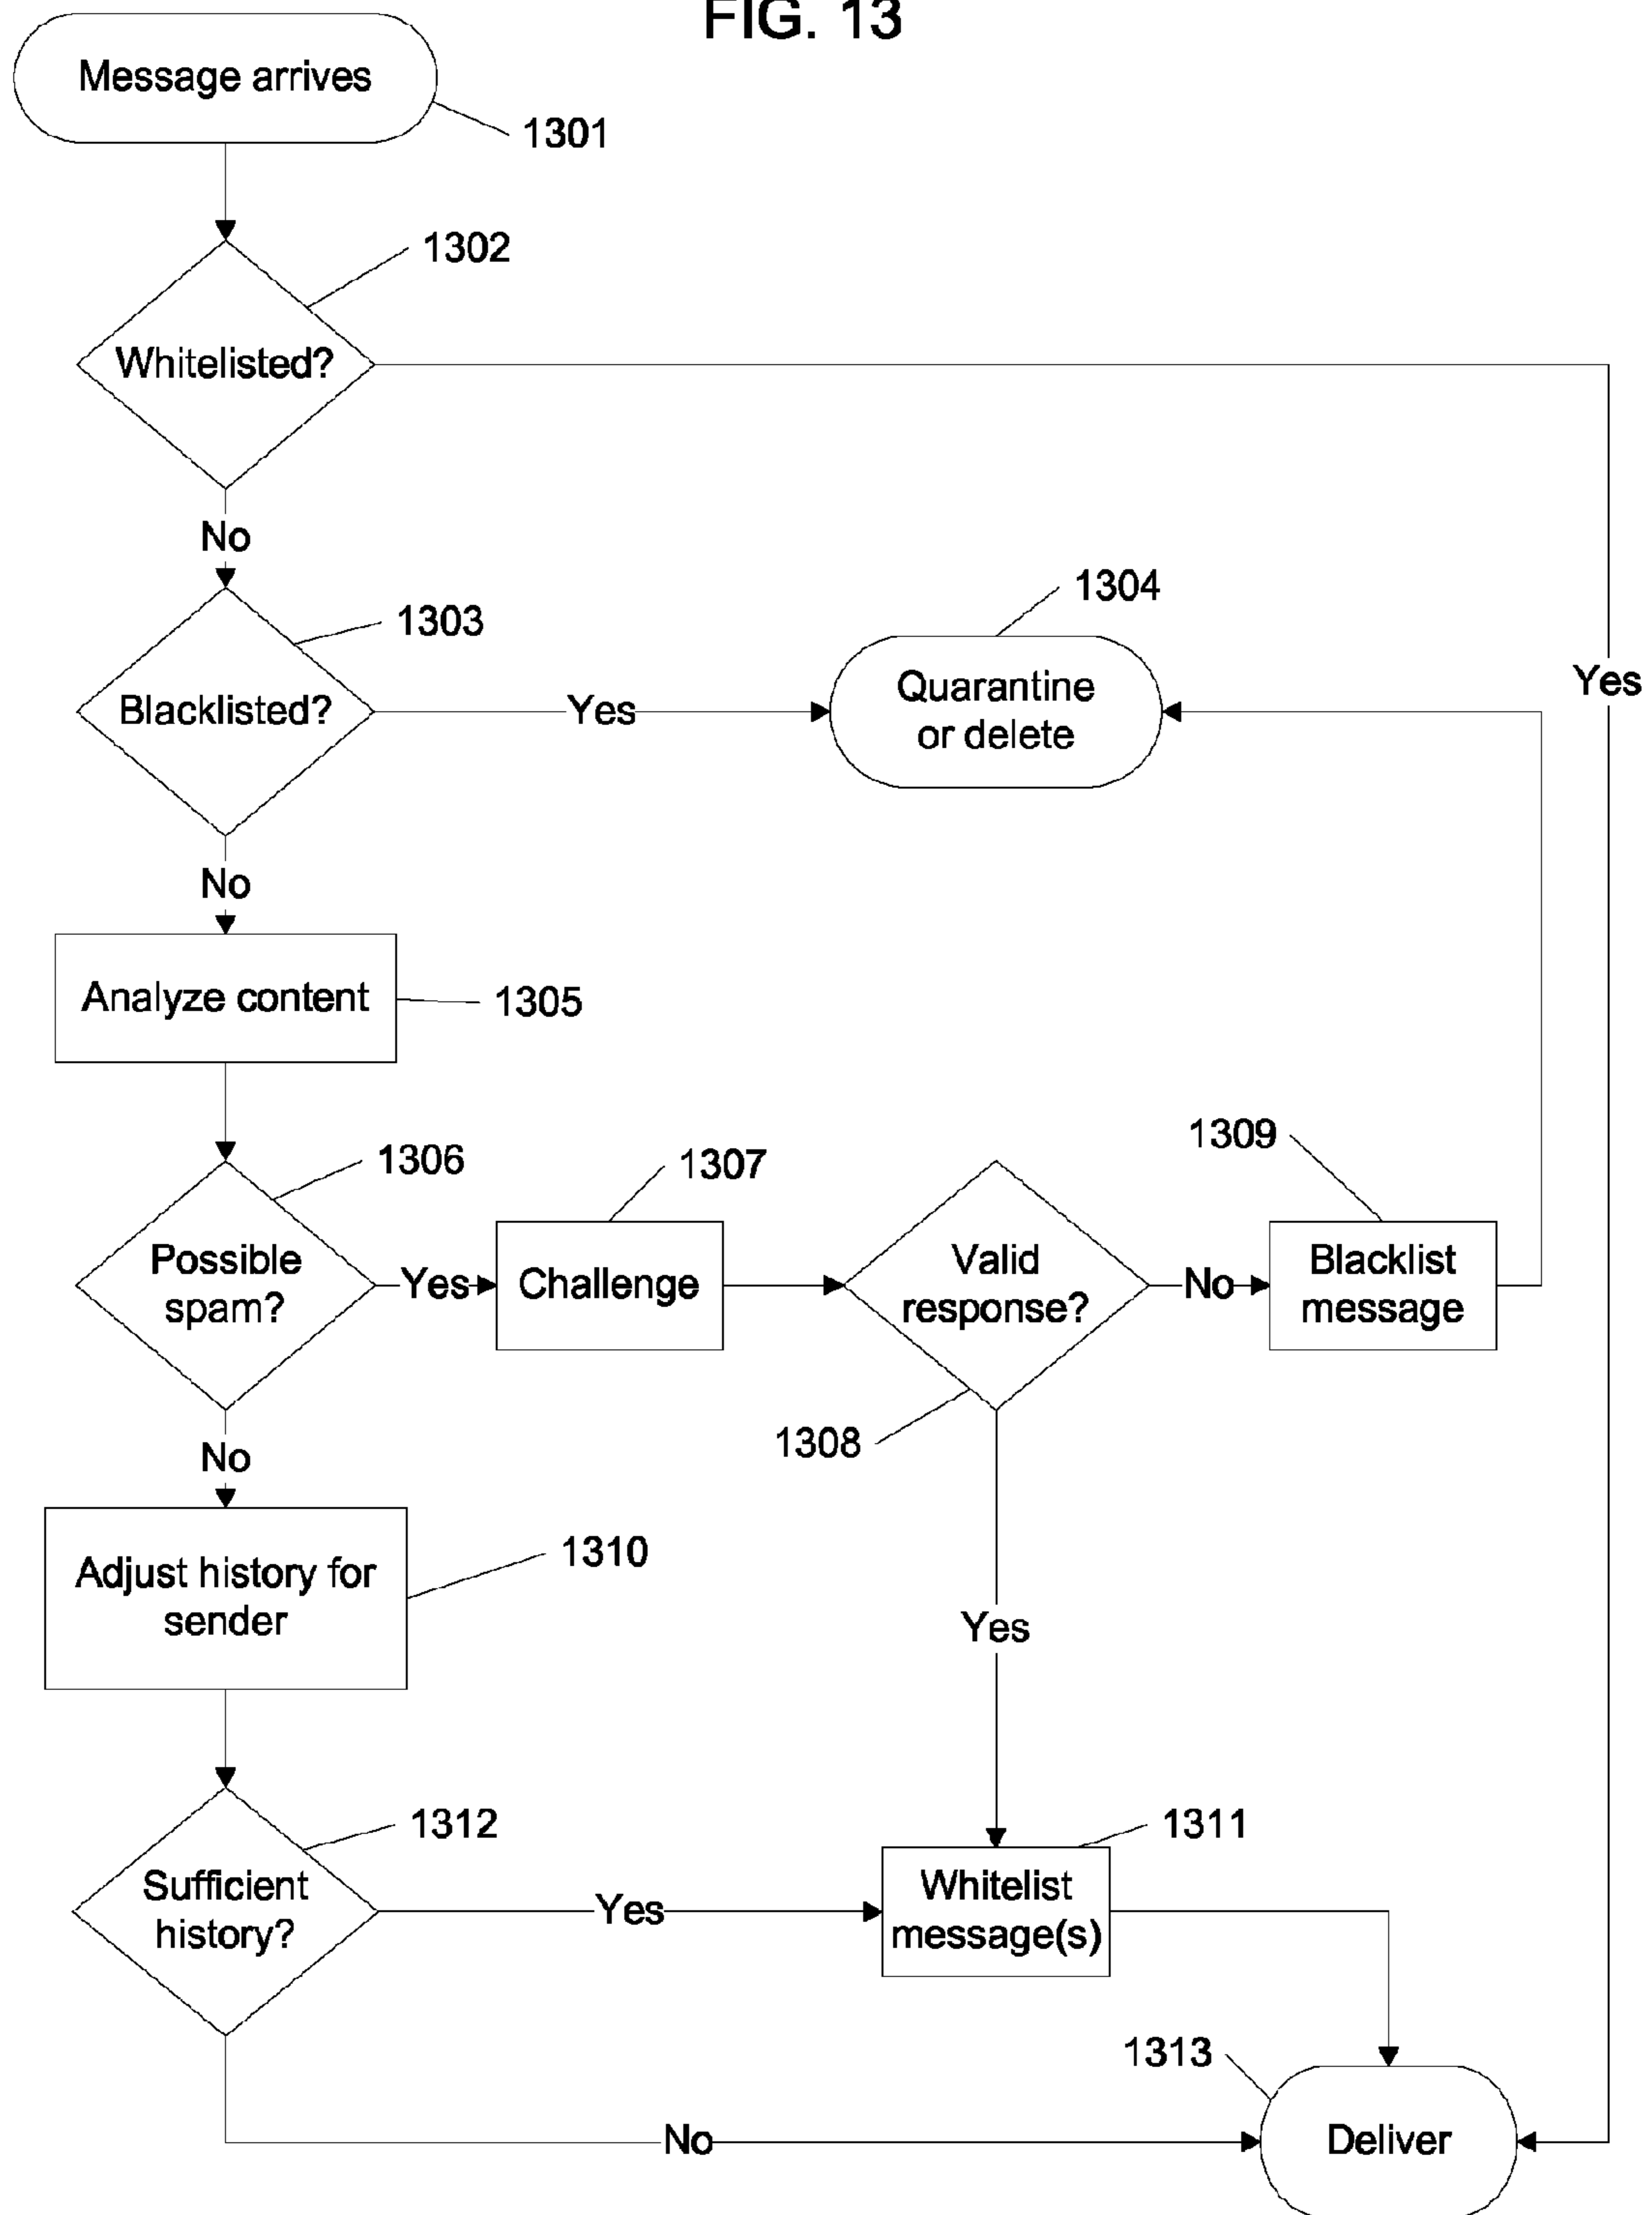 FIG. 13
Message arrives
1301
1302
Whitelisted?
No
1303
1304
Blacklisted?
Yes
Quarantine
or delete
Yes
No
Analyze content
1305
1306
1307
1309
Possible
spam?
Yes
Challenge
Valid
response?
No
Blacklist
message
1308
No
Adjust history for
sender
1310
Yes
1312
1311
Sufficient
history?
Yes
Whitelist
message(s)
1313
No
Deliver